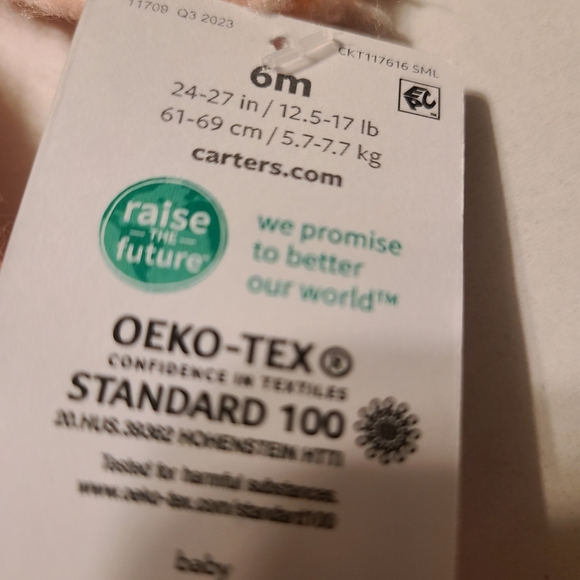 11709 Q3 2023
CKT117616 SML
6m
24-27 in / 12.5-17 lb
61-69 cm / 5.7-7.7 kg
carters.com
raise
THE
future
we promise
to better
our world™
OEKO-TEX®
CONFIDENCE IN TEXTILES
STANDARD 100
20.HUS.36362 HOHENSTEIN HTTI
Tested for harmful substances.
www.oeko-tex.com/standard100
baby